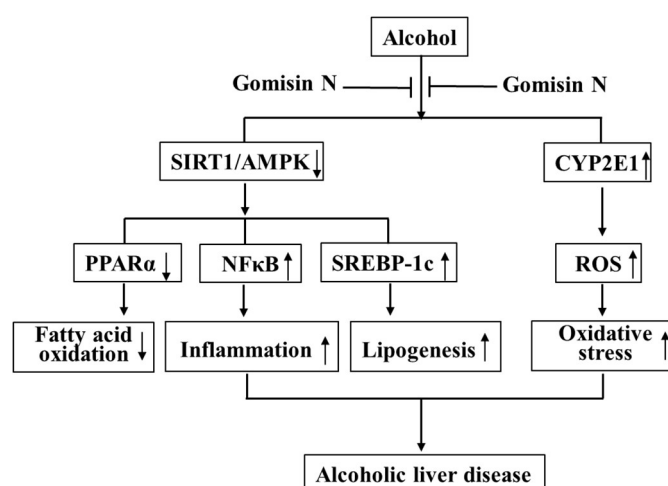 Alcohol
Gomisin N
Gomisin N
SIRT1/AMPK↓
CYP2E1↑
PPARα↓
NFκB↑
SREBP-1c↑
ROS↑
Fatty acid
oxidation↓
Inflammation↑
Lipogenesis↑
Oxidative
stress↑
Alcoholic liver disease